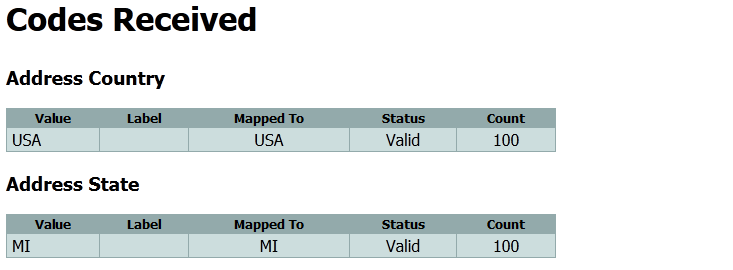 Codes Received
Address Country
Value Label Mapped To Status Count
USA USA Valid 100
Address State
Value Label Mapped To Status Count
MI MI Valid 100